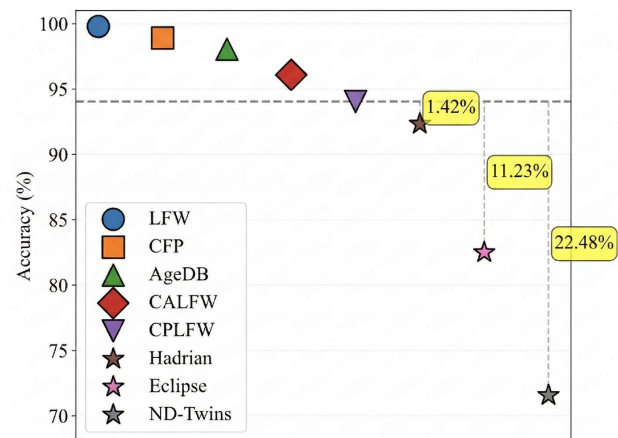 100
95
90
85
80
75
70
Accuracy (%)
1.42%
11.23%
22.48%
LFW
CFP
AgeDB
CALFW
CPLFW
Hadrian
Eclipse
ND-Twins